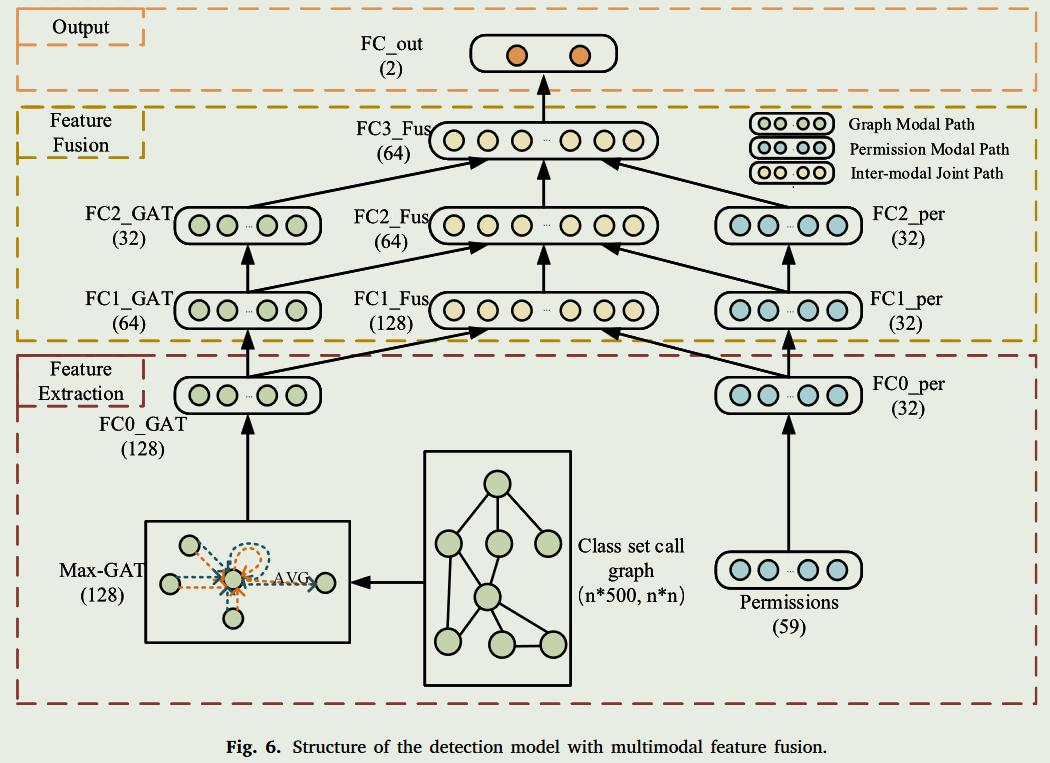 Output
FC_out
(2)
Feature
Fusion
FC3_Fus
(64)
Graph Modal Path
Permission Modal Path
Inter-modal Joint Path
FC2_GAT
(32)
FC2_Fus
(64)
FC2_per
(32)
FC1_GAT
(64)
FC1_Fus
(128)
FC1_per
(32)
Feature
Extraction
FC0_GAT
(128)
FC0_per
(32)
Max-GAT
(128)
AVG
Class set call
graph
(n*500, n*n)
Permissions
(59)
Fig. 6. Structure of the detection model with multimodal feature fusion.